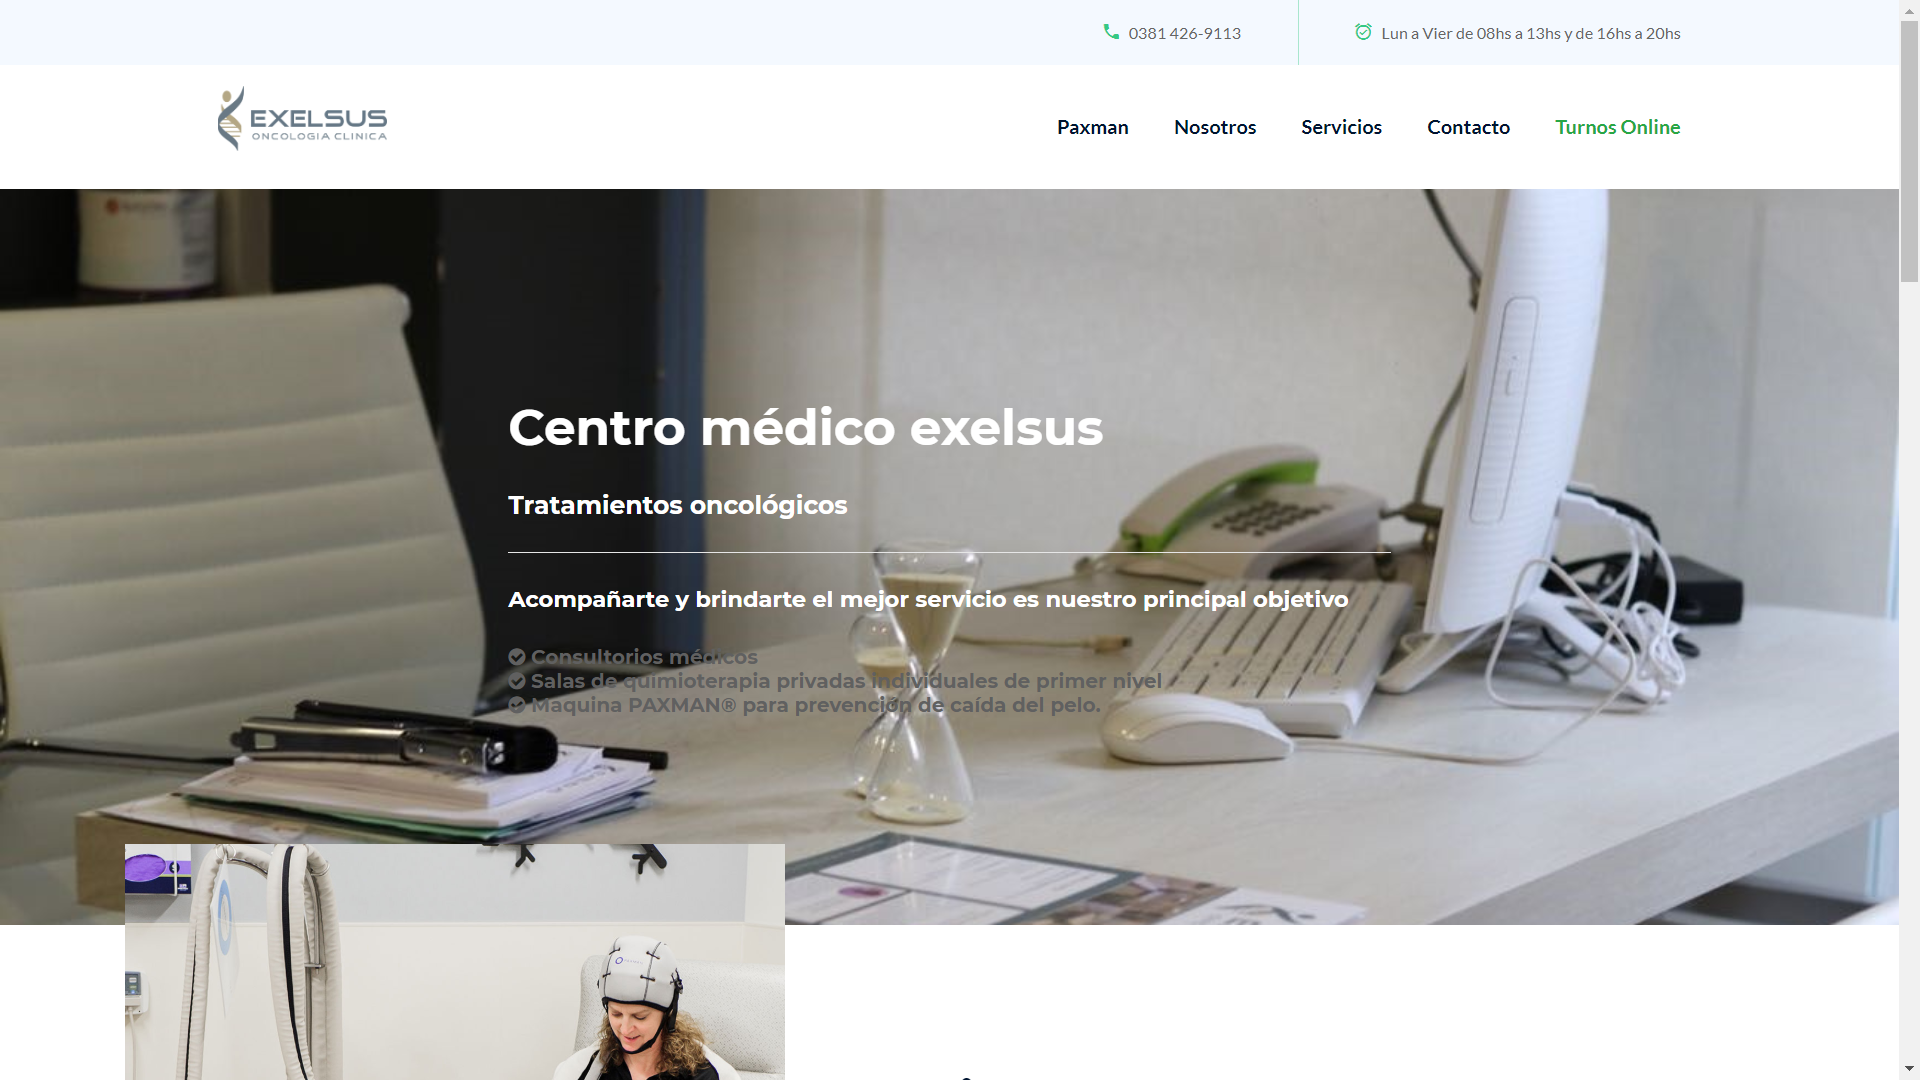 0381 426-9113
Lun a Vier de 08hs a 13hs y de 16hs a 20hs
EXELSUS
ONCOLOGIA CLINICA
Paxman
Nosotros
Servicios
Contacto
Turnos Online
Centro médico exelsus
Tratamientos oncológicos
Acompañarte y brindarte el mejor servicio es nuestro principal objetivo
Consultorios médicos
Salas de quimioterapia privadas individuales de primer nivel
Maquina PAXMAN® para prevención de caída del pelo.